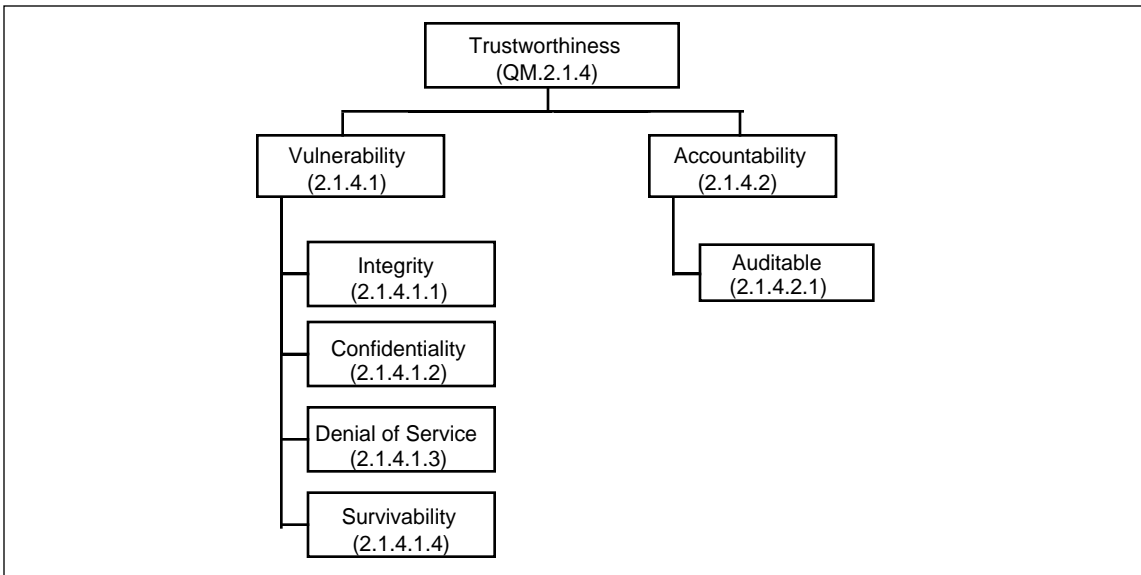 Trustworthiness
(QM.2.1.4)
Vulnerability
(2.1.4.1)
Accountability
(2.1.4.2)
Integrity
(2.1.4.1.1)
Auditable
(2.1.4.2.1)
Confidentiality
(2.1.4.1.2)
Denial of Service
(2.1.4.1.3)
Survivability
(2.1.4.1.4)